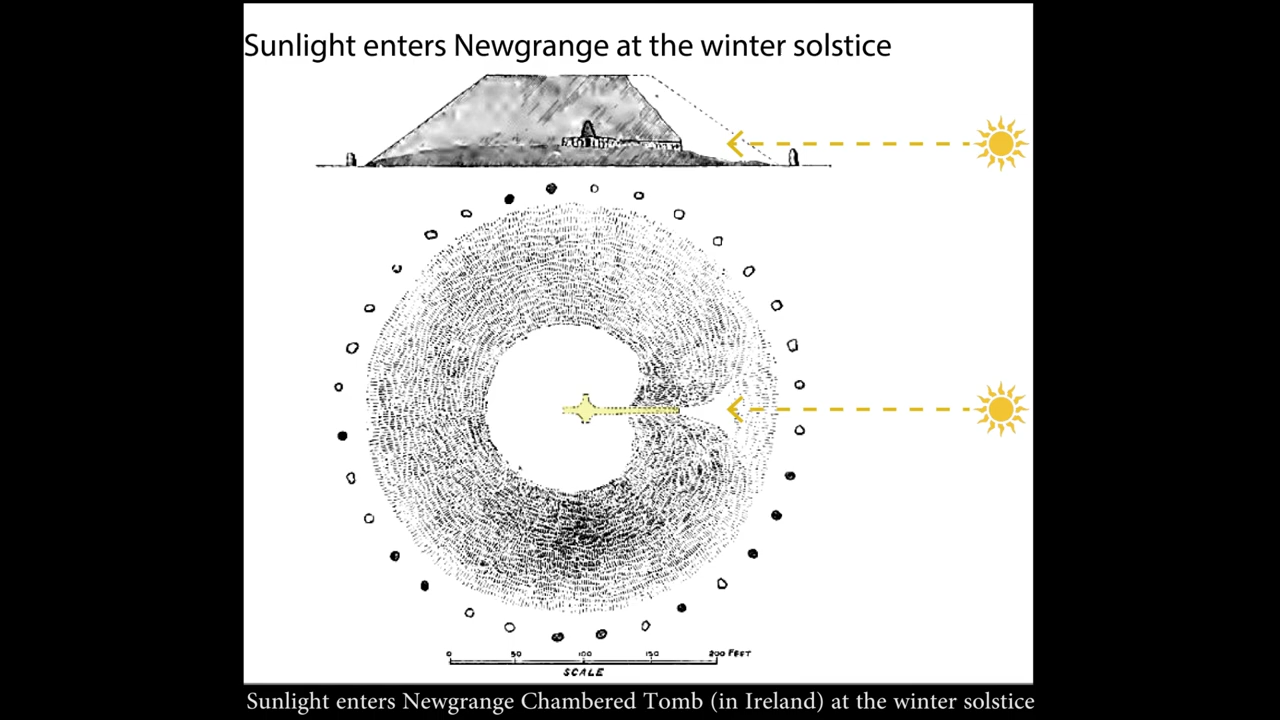 Sunlight enters Newgrange at the winter solstice
0 50 100 150 200 FEET
SCALE
Sunlight enters Newgrange Chambered Tomb (in Ireland) at the winter solstice